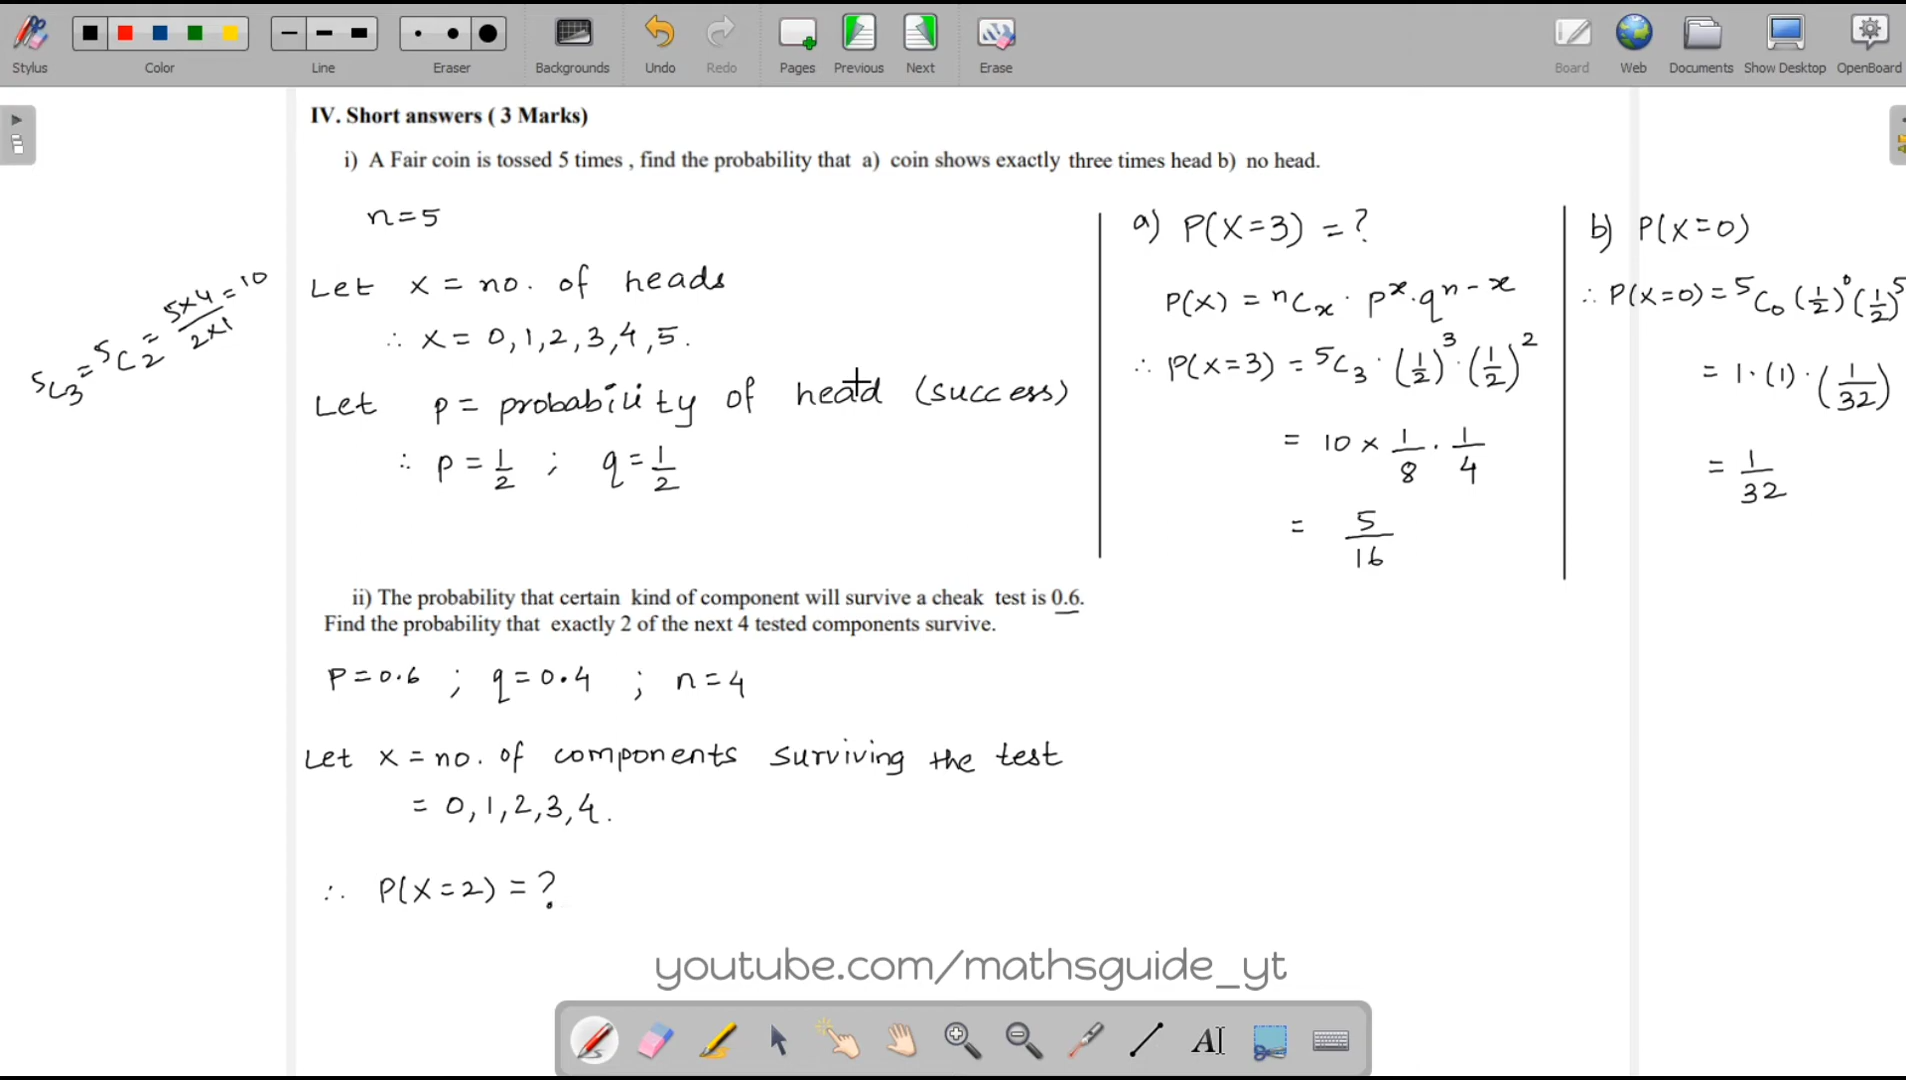 Stylus Color Line Eraser Backgrounds Undo Redo Pages Previous Next Erase Board Web Documents Show Desktop OpenBoard
IV. Short answers ( 3 Marks)
i) A Fair coin is tossed 5 times , find the probability that a) coin shows exactly three times head b) no head.
n=5
Let x = no. of heads
∴ x = 0,1,2,3,4,5.
Let p = probability of head (success)
∴ p = 1/2 ; q = 1/2
⁵C₃ = ⁵C₂ = 5×4/2×1 = 10
a) P(X=3) = ?
P(x) = ⁿCₓ · pˣ · qⁿ⁻ˣ
∴ P(x=3) = ⁵C₃ · (1/2)³ · (1/2)²
= 10 × 1/8 · 1/4
= 5/16
b) P(x=0)
∴ P(x=0) = ⁵C₀ (1/2)⁰ (1/2)⁵
= 1 · (1) · (1/32)
= 1/32
ii) The probability that certain kind of component will survive a cheak test is 0.6.
Find the probability that exactly 2 of the next 4 tested components survive.
P=0.6 ; q=0.4 ; n=4
Let x = no. of components surviving the test
= 0,1,2,3,4.
∴ P(X=2) = ?
youtube.com/mathsguide_yt